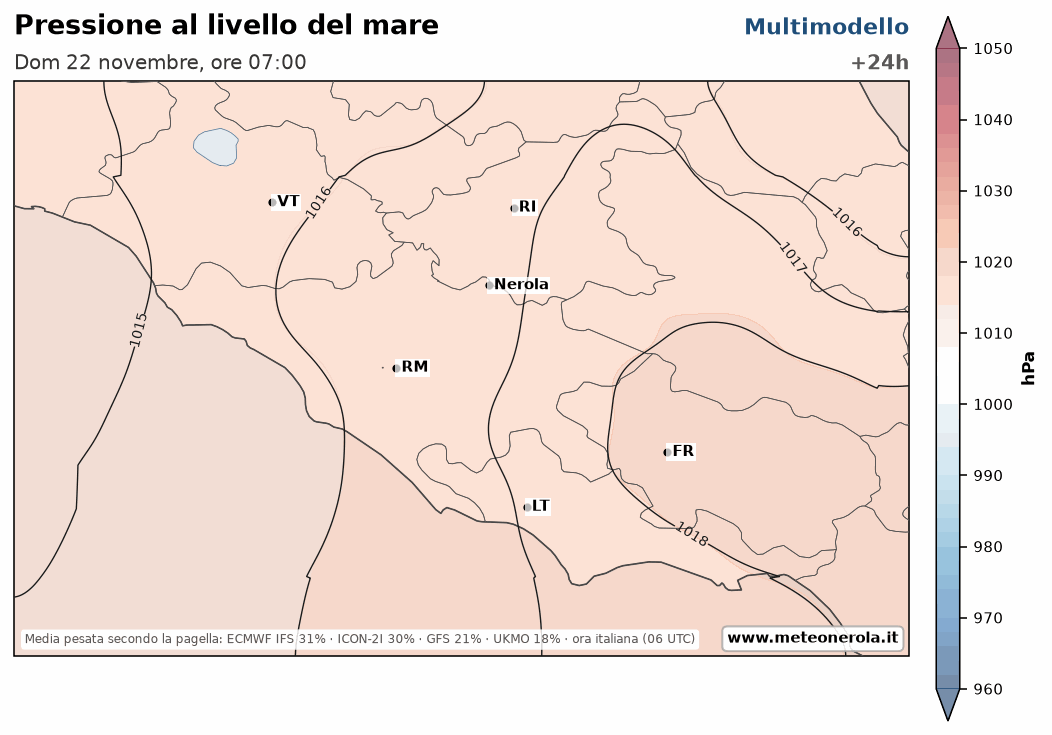 Pressione al livello del mare
Multimodello
Dom 22 novembre, ore 07:00
+24h
1050
1040
1030
1020
1010
1000
990
980
970
960
hPa
VT
1016
RI
1016
1017
Nerola
1015
RM
FR
LT
1018
Media pesata secondo la pagella: ECMWF IFS 31% · ICON-2I 30% · GFS 21% · UKMO 18% · ora italiana (06 UTC)
www.meteonerola.it